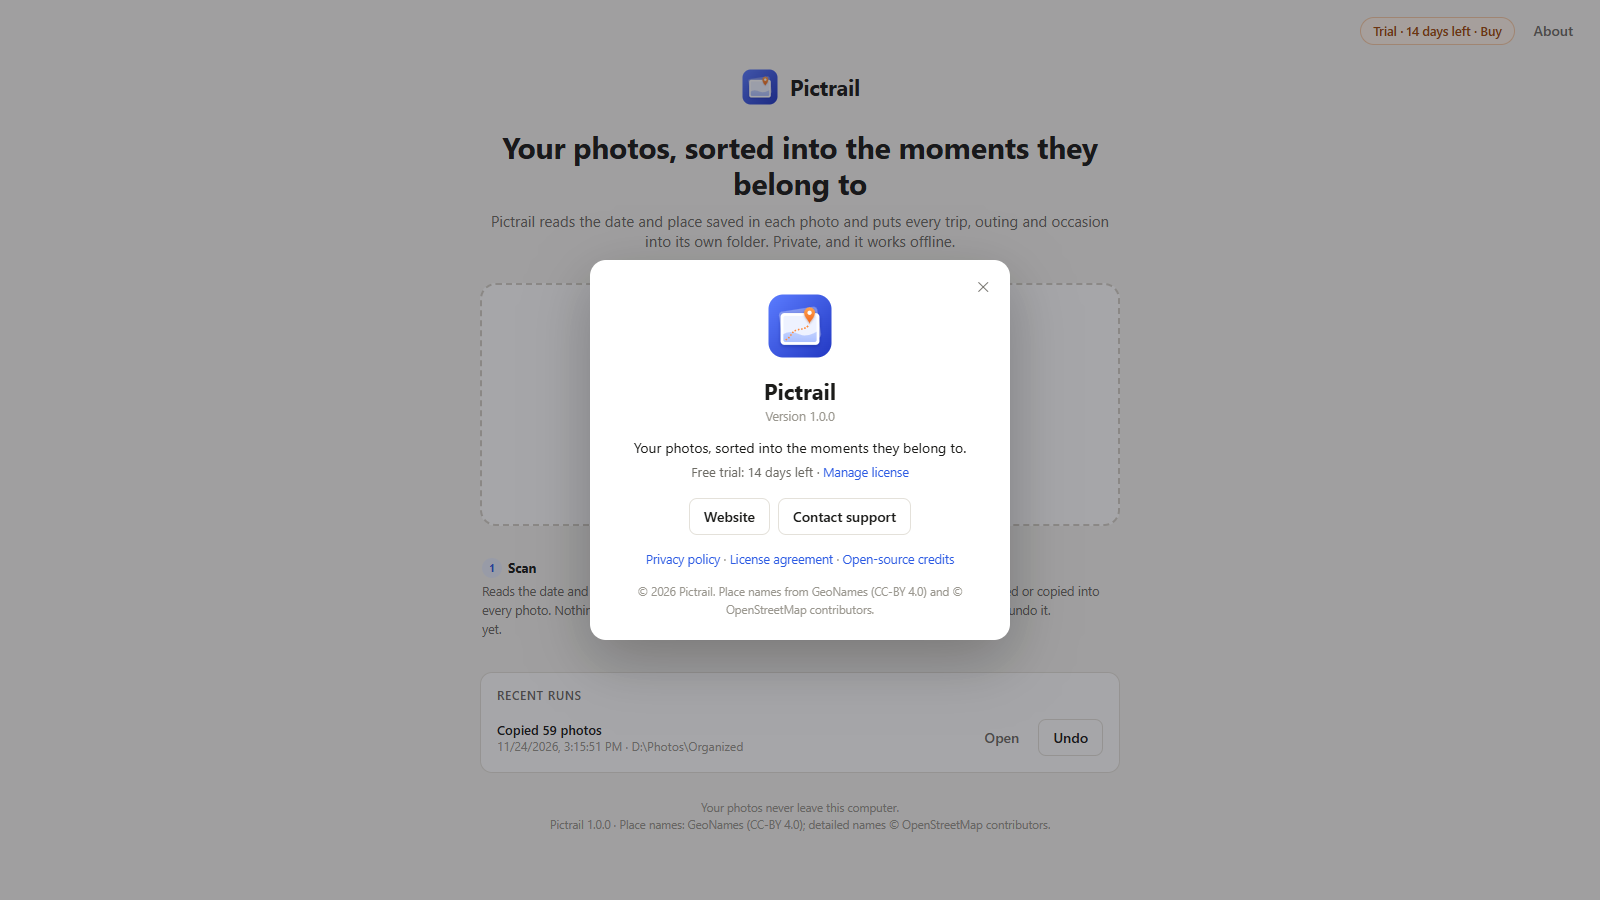 Trial · 14 days left · Buy
About
Pictrail
Your photos, sorted into the moments they
belong to
Pictrail reads the date and place saved in each photo and puts every trip, outing and occasion
into its own folder. Private, and it works offline.
Pictrail
Version 1.0.0
Your photos, sorted into the moments they belong to.
Free trial: 14 days left · Manage license
Website
Contact support
Privacy policy · License agreement · Open-source credits
© 2026 Pictrail. Place names from GeoNames (CC-BY 4.0) and ©
OpenStreetMap contributors.
1 Scan
Reads the date and
every photo.
yet.
or copied into
undo it.
RECENT RUNS
Copied 59 photos
11/24/2026, 3:15:51 PM · D:\Photos\Organized
Open
Undo
Your photos never leave this computer.
Pictrail 1.0.0 · Place names: GeoNames (CC-BY 4.0); detailed names © OpenStreetMap contributors.